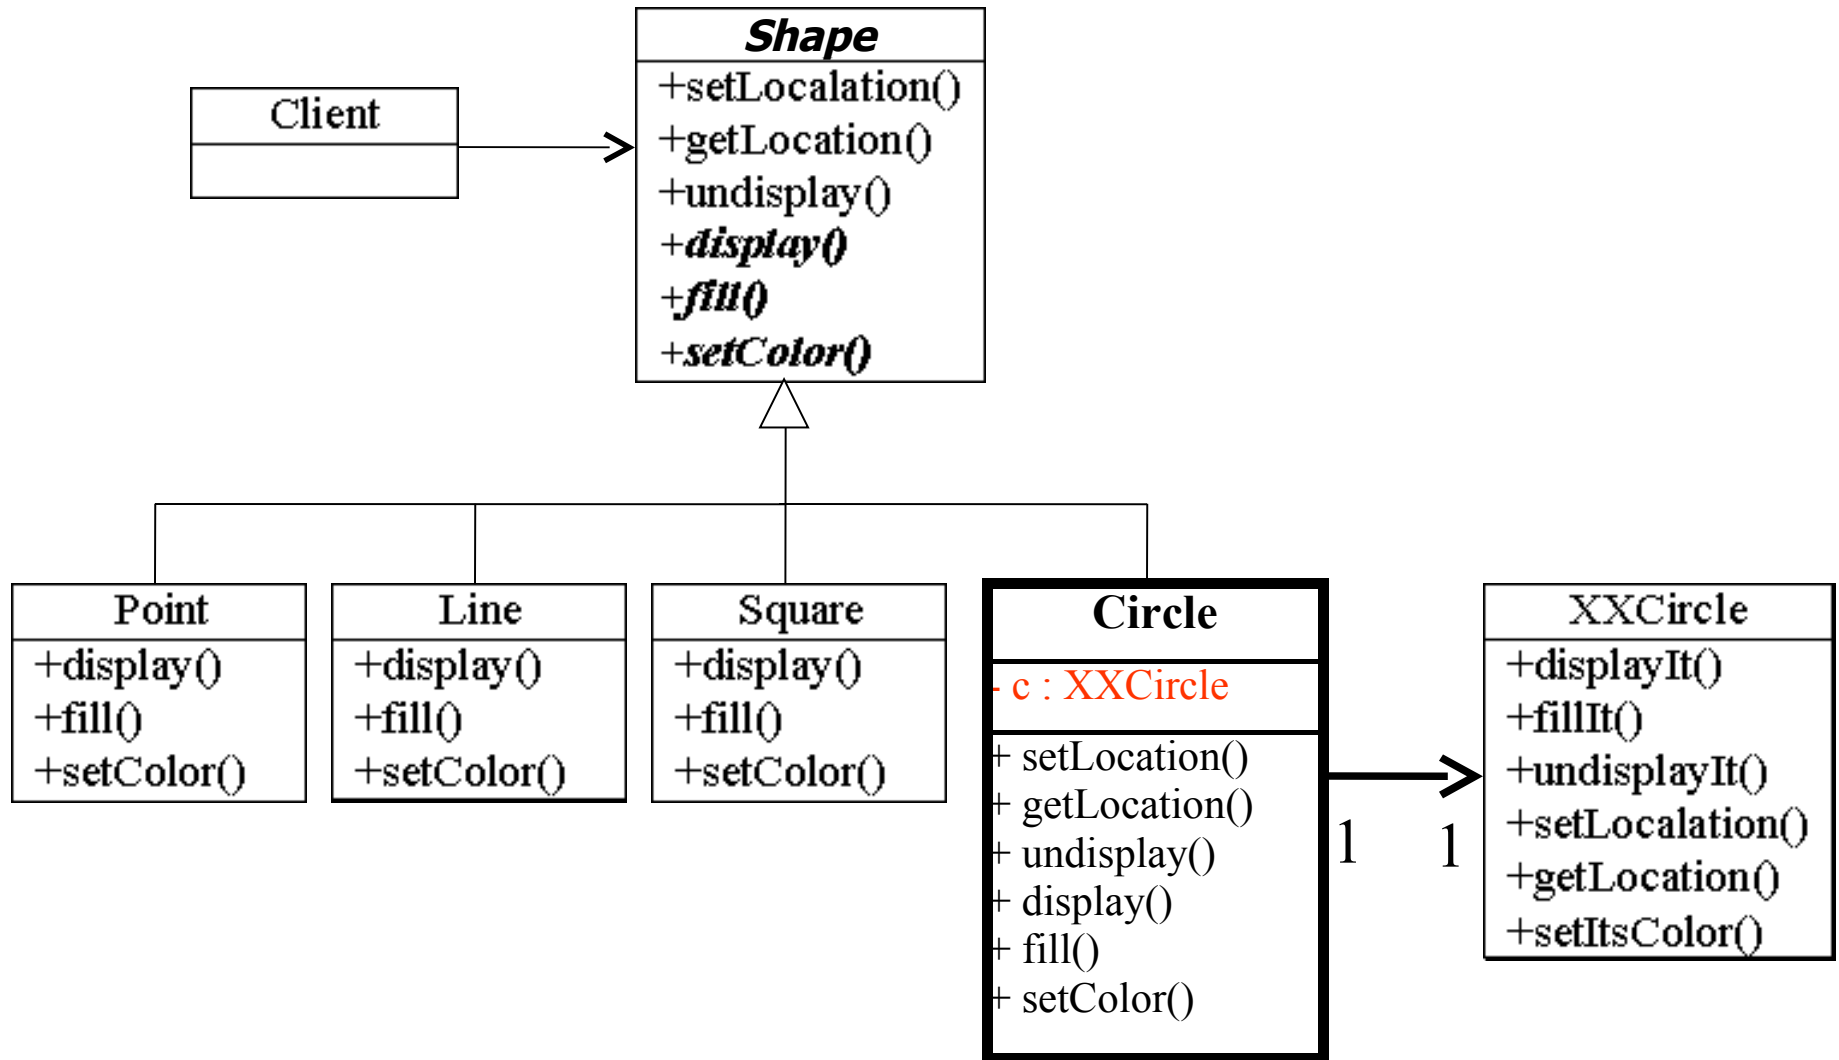 Shape
+setLocalation()
+getLocation()
+undisplay()
+display()
+fill()
+setColor()
Client
Point
+display()
+fill()
+setColor()
Line
+display()
+fill()
+setColor()
Square
+display()
+fill()
+setColor()
Circle
- c : XXCircle
+ setLocation()
+ getLocation()
+ undisplay()
+ display()
+ fill()
+ setColor()
1
1
XXCircle
+displayIt()
+fillIt()
+undisplayIt()
+setLocalation()
+getLocation()
+setItsColor()